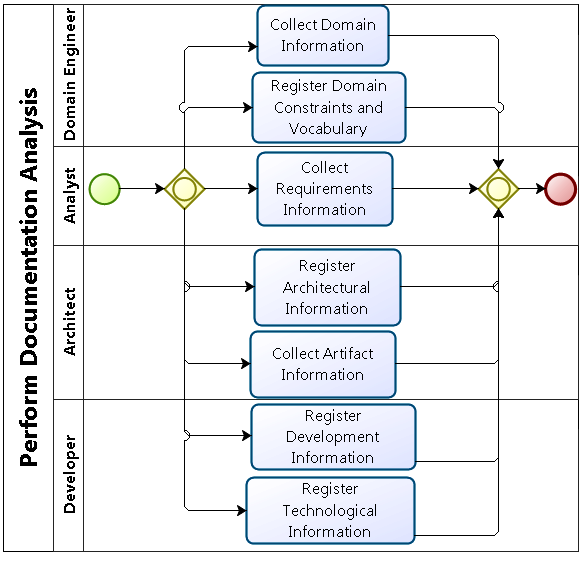 Perform Documentation Analysis
Domain Engineer
Collect Domain
Information
Register Domain
Constraints and
Vocabulary
Analyst
Collect
Requirements
Information
Architect
Register
Architectural
Information
Collect Artifact
Information
Developer
Register
Development
Information
Register
Technological
Information